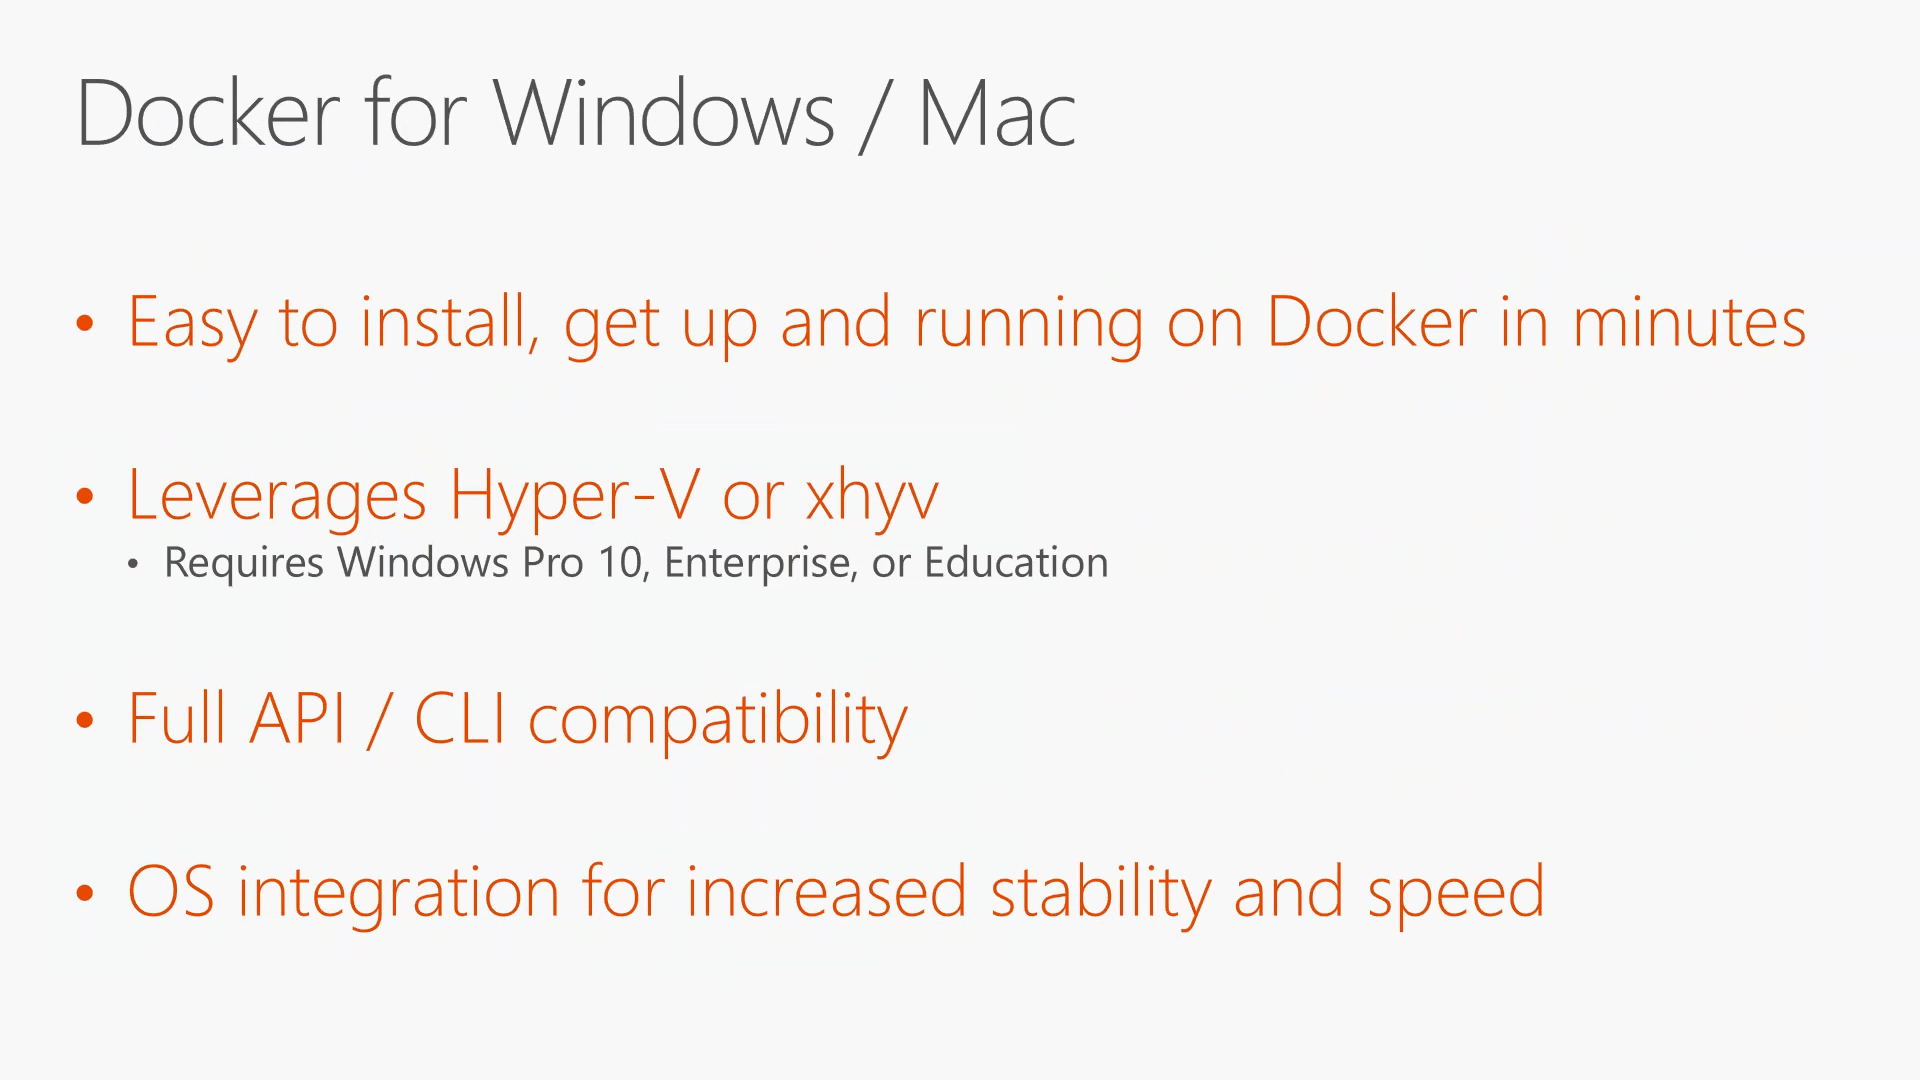 Docker for Windows / Mac
• Easy to install, get up and running on Docker in minutes
• Leverages Hyper-V or xhyv
• Requires Windows Pro 10, Enterprise, or Education
• Full API / CLI compatibility
• OS integration for increased stability and speed